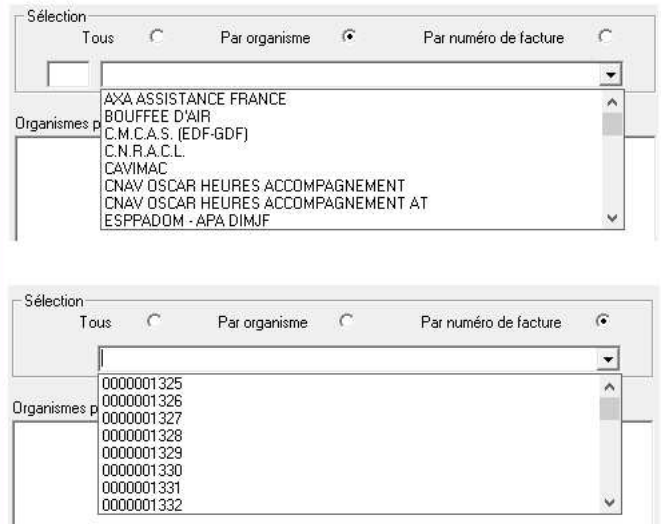 Sélection
Tous Par organisme Par numéro de facture
AXA ASSISTANCE FRANCE
Organismes p
BOUFFEE D'AIR
C.M.C.A.S. (EDF-GDF)
C.N.R.A.C.L.
CAVIMAC
CNAV OSCAR HEURES ACCOMPAGNEMENT
CNAV OSCAR HEURES ACCOMPAGNEMENT AT
ESPPADOM - APA DIMJF
Sélection
Tous Par organisme Par numéro de facture
0000001325
0000001326
Organismes p
0000001327
0000001328
0000001329
0000001330
0000001331
0000001332